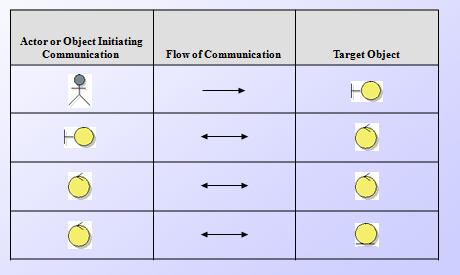 Actor or Object Initiating
Communication
Flow of Communication
Target Object